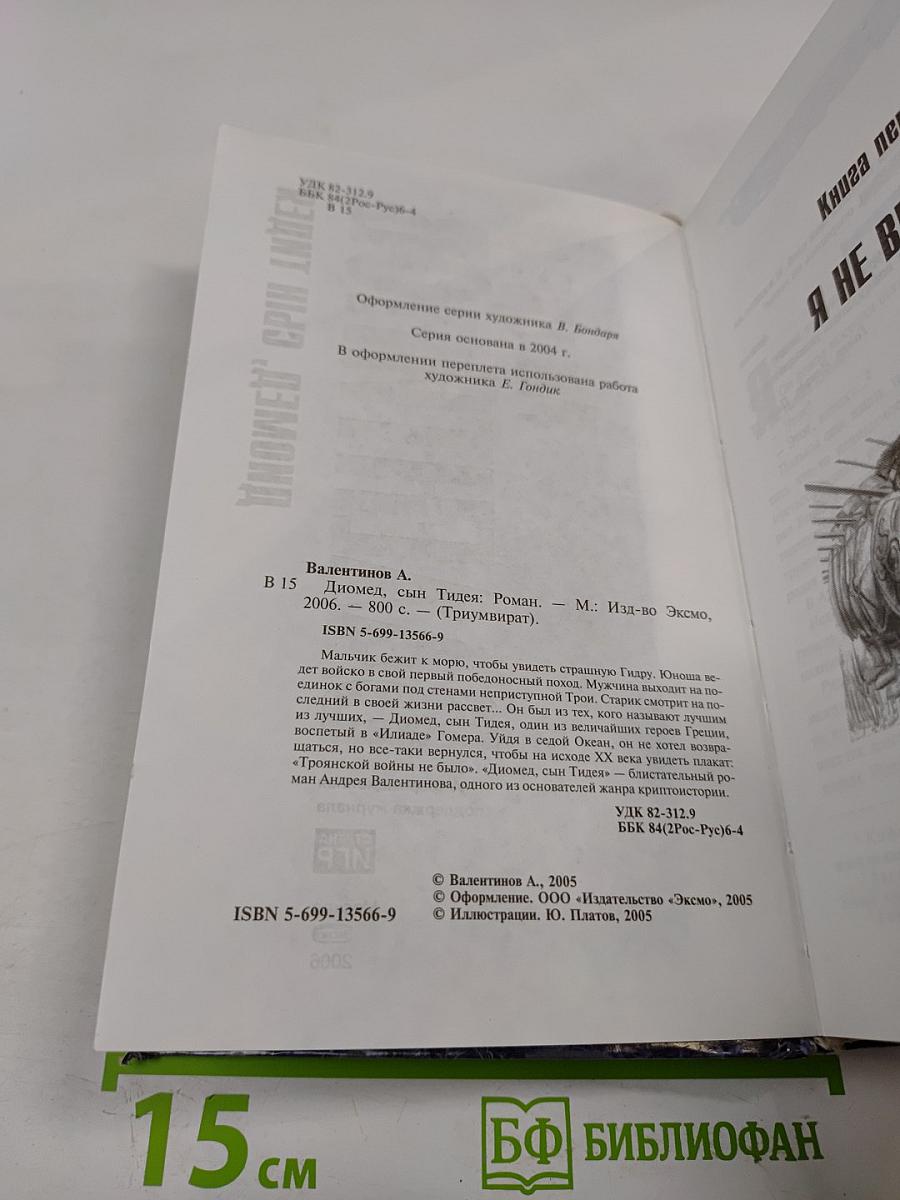 УДК 82-312.9
ББК 84(2Рос-Рус)6-4
В 15
Оформление серии художника В. Бондаря
Серия основана в 2004 г.
В оформлении переплета использована работа
художника Е. Гондик
Валентинов А.
В 15 Диомед, сын Тидея: Роман. — М.: Изд-во Эксмо,
2006. — 800 с. — (Триумвират).
ISBN 5-699-13566-9
Мальчик бежит к морю, чтобы увидеть страшную Гидру. Юноша ве-
дет войско в свой первый победоносный поход. Мужчина выходит на по-
единок с богами под стенами неприступной Трои. Старик смотрит на по-
следний в своей жизни рассвет... Он был из тех, кого называют лучшим
из лучших, — Диомед, сын Тидея, один из величайших героев Греции,
воспетый в «Илиаде» Гомера. Уйдя в седой Океан, он не хотел возвра-
щаться, но все-таки вернулся, чтобы на исходе XX века увидеть плакат:
«Троянской войны не было». «Диомед, сын Тидея» — блистательный ро-
ман Андрея Валентинова, одного из основателей жанра криптоистории.
УДК 82-312.9
ББК 84(2Рос-Рус)6-4
© Валентинов А., 2005
© Оформление. ООО «Издательство «Эксмо», 2005
ISBN 5-699-13566-9 © Иллюстрации. Ю. Платов, 2005
Книга
Я НЕ
15 см
БФ БИБЛИОФАН